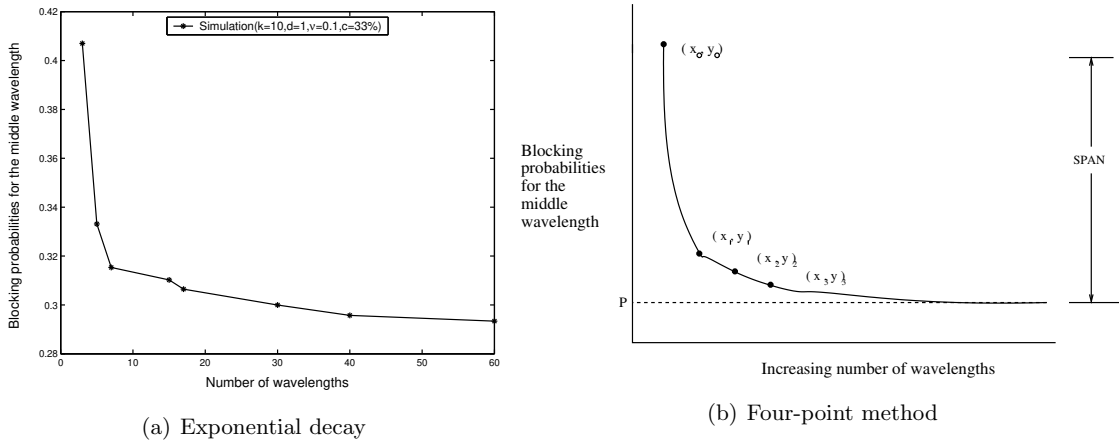 Simulation(k=10,d=1,ν=0.1,c=33%)
Blocking probabilities for the middle wavelength
0.42
0.4
0.38
0.36
0.34
0.32
0.3
0.28
0 10 20 30 40 50 60
Number of wavelengths
(a) Exponential decay
(x₀, y₀)
Blocking
probabilities
for the
middle
wavelength
SPAN
(x₁, y₁)
(x₂, y₂)
(x₃, y₃)
P
Increasing number of wavelengths
(b) Four-point method